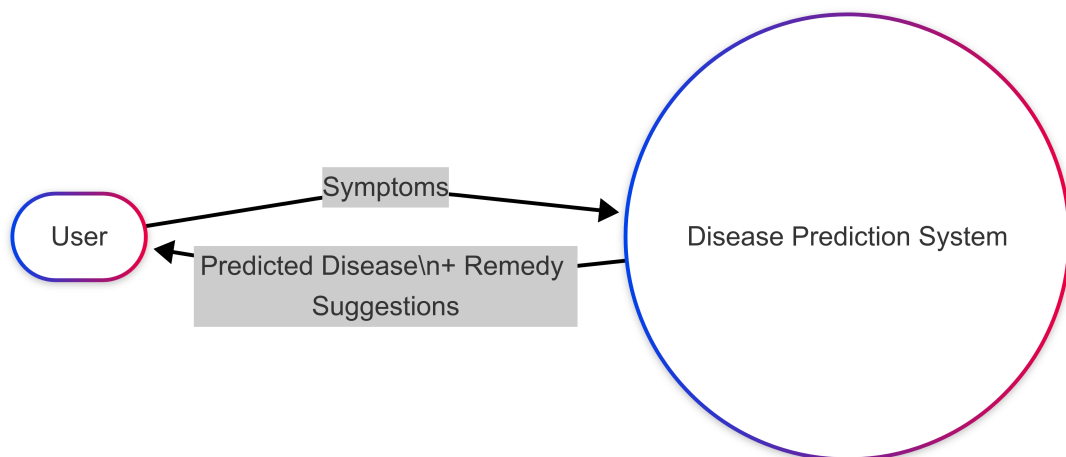 Symptoms
User
Predicted Disease\n+ Remedy
Suggestions
Disease Prediction System